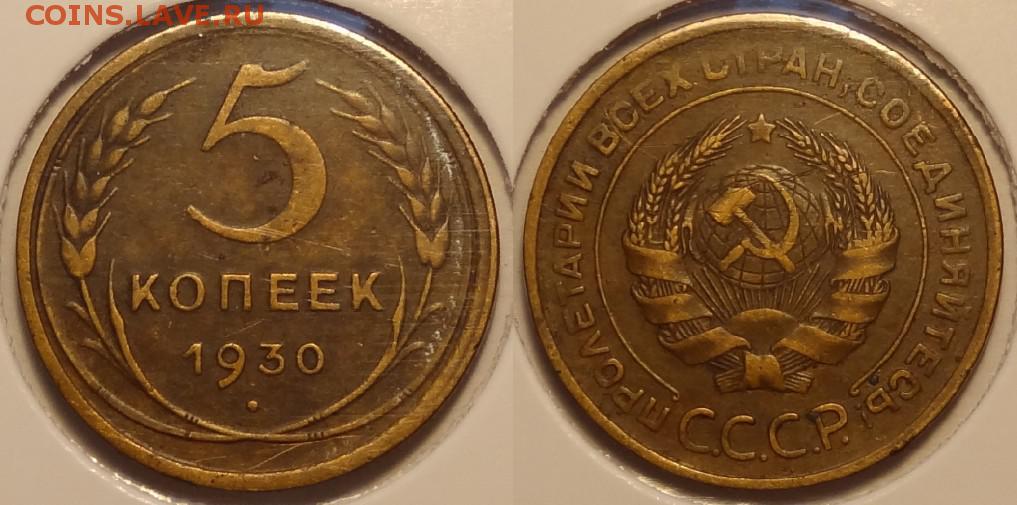 COINS.LAVE.RU
5
КОПЕЕК
1930
ПРОЛЕТАРИИ ВСЕХ СТРАН, СОЕДИНЯЙТЕСЬ!
С.С.С.Р.